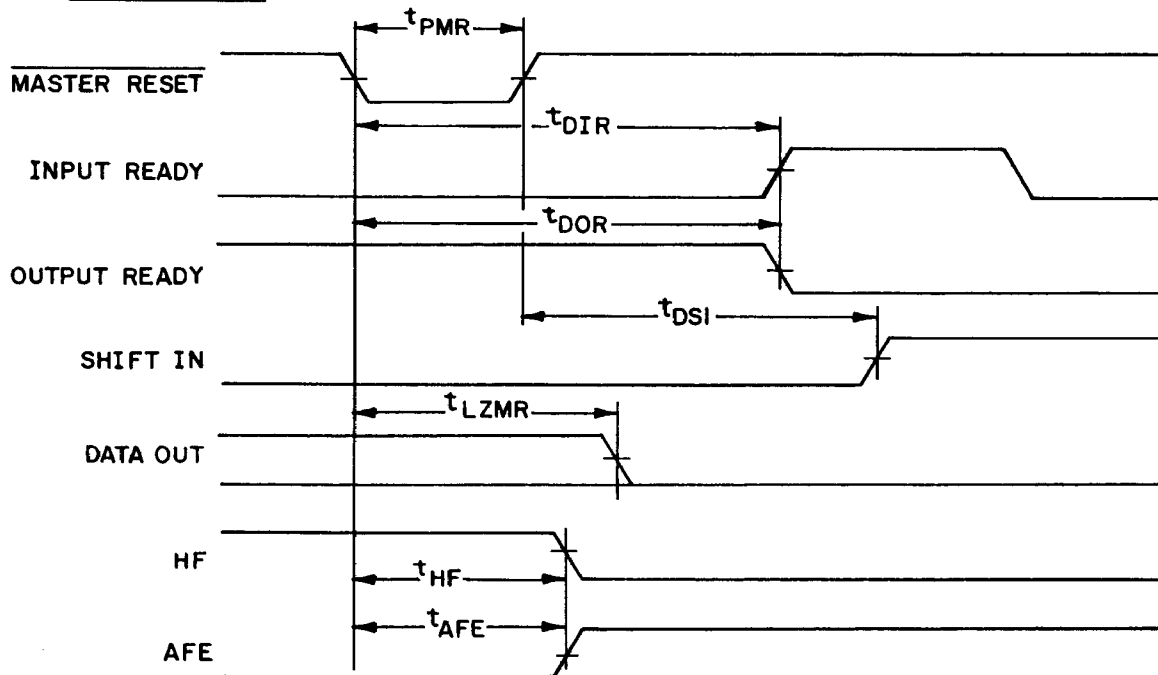 tPMR
MASTER RESET
tDIR
INPUT READY
tDOR
OUTPUT READY
tDSI
SHIFT IN
tLZMR
DATA OUT
HF
tHF
tAFE
AFE